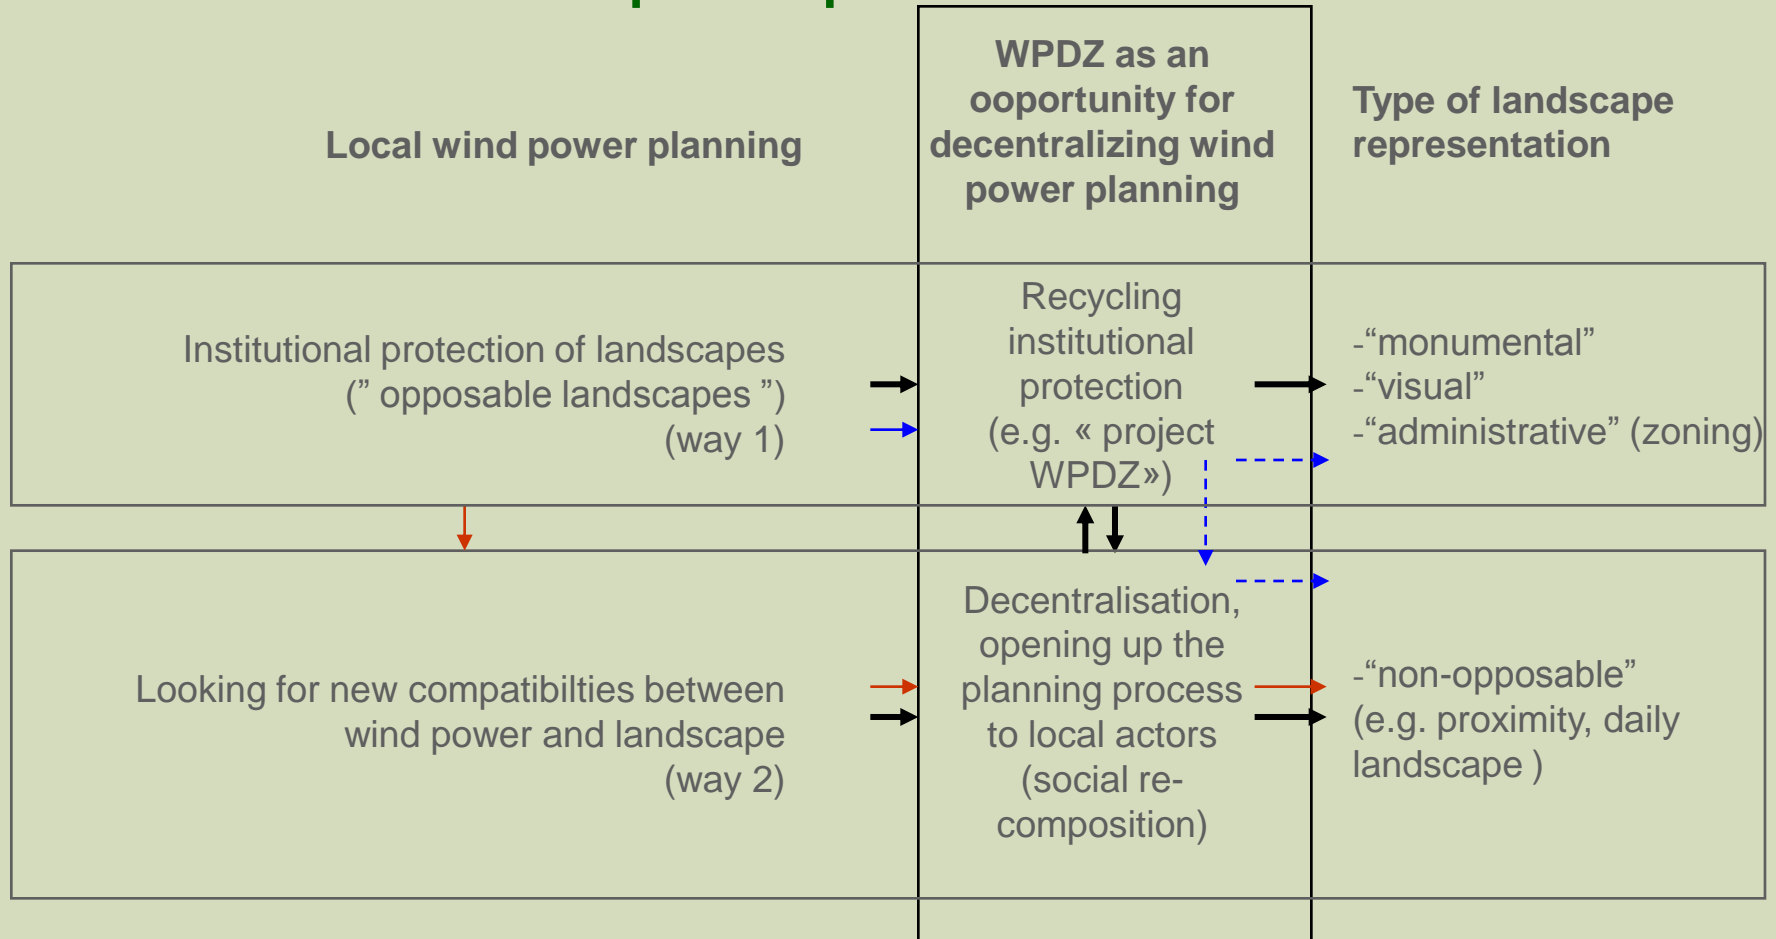 Local wind power planning
WPDZ as an
ooportunity for
decentralizing wind
power planning
Type of landscape
representation
Institutional protection of landscapes
(” opposable landscapes ”)
(way 1)
Recycling
institutional
protection
(e.g. « project
WPDZ»)
-“monumental”
-“visual”
-“administrative” (zoning)
Looking for new compatibilties between
wind power and landscape
(way 2)
Decentralisation,
opening up the
planning process
to local actors
(social re-
composition)
-“non-opposable”
(e.g. proximity, daily
landscape )